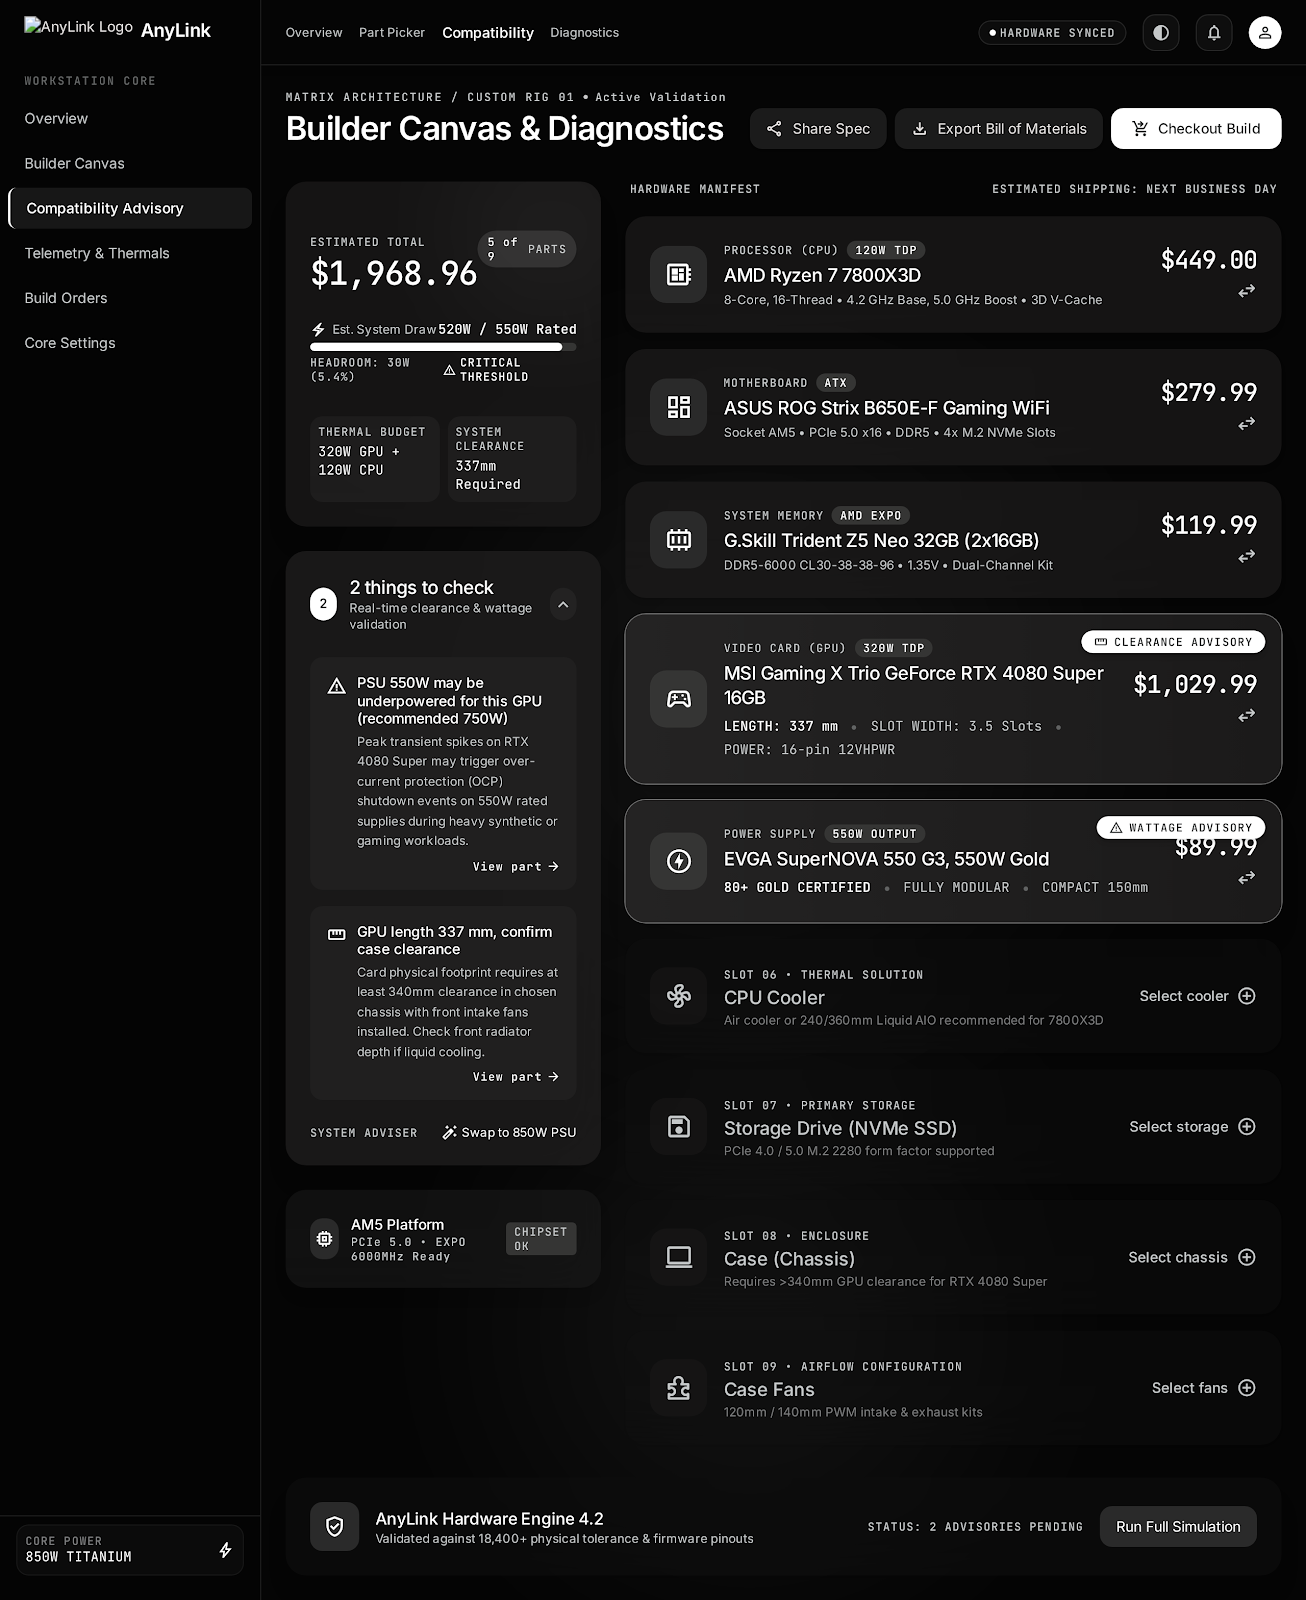 AnyLink Logo AnyLink
WORKSTATION CORE
Overview
Builder Canvas
Compatibility Advisory
Telemetry & Thermals
Build Orders
Core Settings
CORE POWER
850W TITANIUM
Overview Part Picker Compatibility Diagnostics
HARDWARE SYNCED
MATRIX ARCHITECTURE / CUSTOM RIG 01 • Active Validation
Builder Canvas & Diagnostics
Share Spec
Export Bill of Materials
Checkout Build
ESTIMATED TOTAL
$1,968.96
5 of
9
PARTS
Est. System Draw 520W / 550W Rated
HEADROOM: 30W
(5.4%)
CRITICAL
THRESHOLD
THERMAL BUDGET
320W GPU +
120W CPU
SYSTEM
CLEARANCE
337mm
Required
2
2 things to check
Real-time clearance & wattage
validation
PSU 550W may be
underpowered for this GPU
(recommended 750W)
Peak transient spikes on RTX
4080 Super may trigger over-
current protection (OCP)
shutdown events on 550W rated
supplies during heavy synthetic or
gaming workloads.
View part →
GPU length 337 mm, confirm
case clearance
Card physical footprint requires at
least 340mm clearance in chosen
chassis with front intake fans
installed. Check front radiator
depth if liquid cooling.
View part →
SYSTEM ADVISER
Swap to 850W PSU
AM5 Platform
PCIe 5.0 • EXPO
6000MHz Ready
CHIPSET
OK
HARDWARE MANIFEST
ESTIMATED SHIPPING: NEXT BUSINESS DAY
PROCESSOR (CPU) 120W TDP
AMD Ryzen 7 7800X3D
8-Core, 16-Thread • 4.2 GHz Base, 5.0 GHz Boost • 3D V-Cache
$449.00
MOTHERBOARD ATX
ASUS ROG Strix B650E-F Gaming WiFi
Socket AM5 • PCIe 5.0 x16 • DDR5 • 4x M.2 NVMe Slots
$279.99
SYSTEM MEMORY AMD EXPO
G.Skill Trident Z5 Neo 32GB (2x16GB)
DDR5-6000 CL30-38-38-96 • 1.35V • Dual-Channel Kit
$119.99
CLEARANCE ADVISORY
VIDEO CARD (GPU) 320W TDP
MSI Gaming X Trio GeForce RTX 4080 Super
16GB
LENGTH: 337 mm • SLOT WIDTH: 3.5 Slots •
POWER: 16-pin 12VHPWR
$1,029.99
WATTAGE ADVISORY
POWER SUPPLY 550W OUTPUT
EVGA SuperNOVA 550 G3, 550W Gold
80+ GOLD CERTIFIED • FULLY MODULAR • COMPACT 150mm
$89.99
SLOT 06 • THERMAL SOLUTION
CPU Cooler
Air cooler or 240/360mm Liquid AIO recommended for 7800X3D
Select cooler
SLOT 07 • PRIMARY STORAGE
Storage Drive (NVMe SSD)
PCIe 4.0 / 5.0 M.2 2280 form factor supported
Select storage
SLOT 08 • ENCLOSURE
Case (Chassis)
Requires >340mm GPU clearance for RTX 4080 Super
Select chassis
SLOT 09 • AIRFLOW CONFIGURATION
Case Fans
120mm / 140mm PWM intake & exhaust kits
Select fans
AnyLink Hardware Engine 4.2
Validated against 18,400+ physical tolerance & firmware pinouts
STATUS: 2 ADVISORIES PENDING
Run Full Simulation